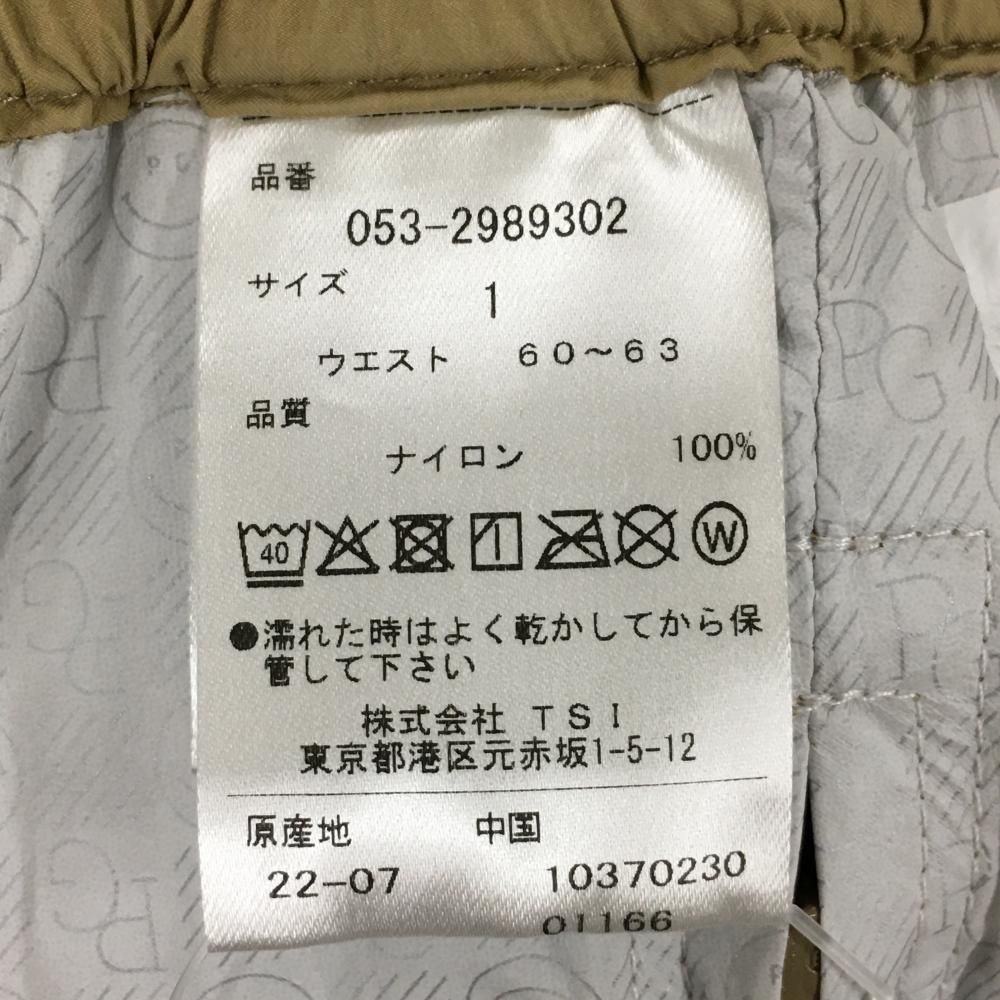 品番
053-2989302
サイズ 1
ウエスト 60～63
品質
ナイロン 100%
40 W
●濡れた時はよく乾かしてから保
管して下さい
株式会社 TSI
東京都港区元赤坂1-5-12
原産地 中国
22-07 10370230
01166
PG